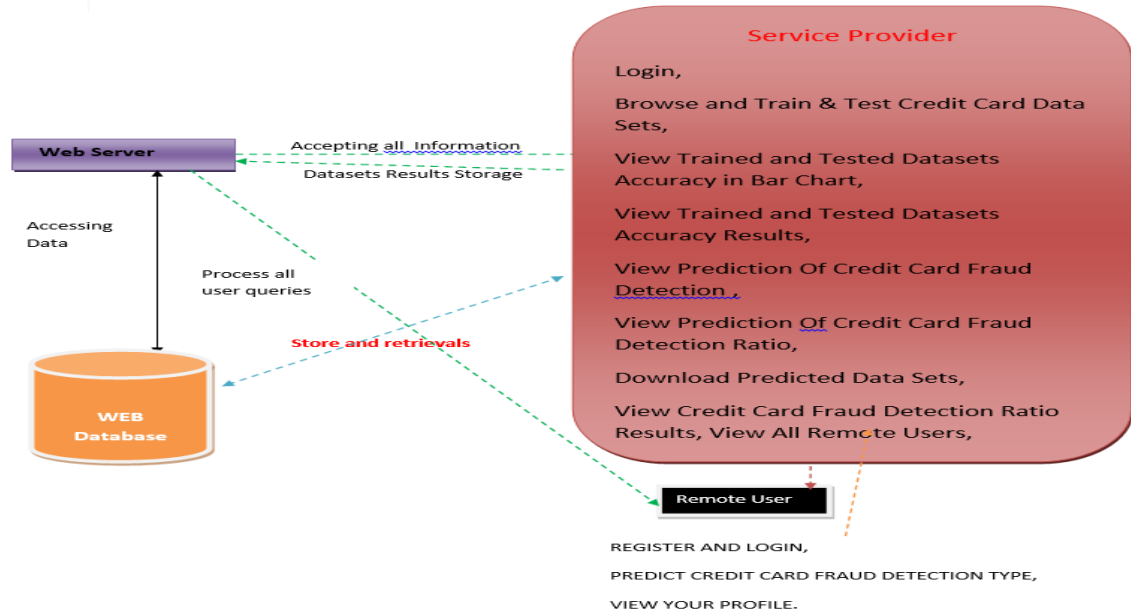 Service Provider
Login,
Browse and Train & Test Credit Card Data
Sets,
View Trained and Tested Datasets
Accuracy in Bar Chart,
View Trained and Tested Datasets
Accuracy Results,
View Prediction Of Credit Card Fraud
Detection ,
View Prediction Of Credit Card Fraud
Detection Ratio,
Download Predicted Data Sets,
View Credit Card Fraud Detection Ratio
Results, View All Remote Users,
Web Server
Accepting all Information
Datasets Results Storage
Accessing
Data
Process all
user queries
Store and retrievals
WEB
Database
Remote User
REGISTER AND LOGIN,
PREDICT CREDIT CARD FRAUD DETECTION TYPE,
VIEW YOUR PROFILE.